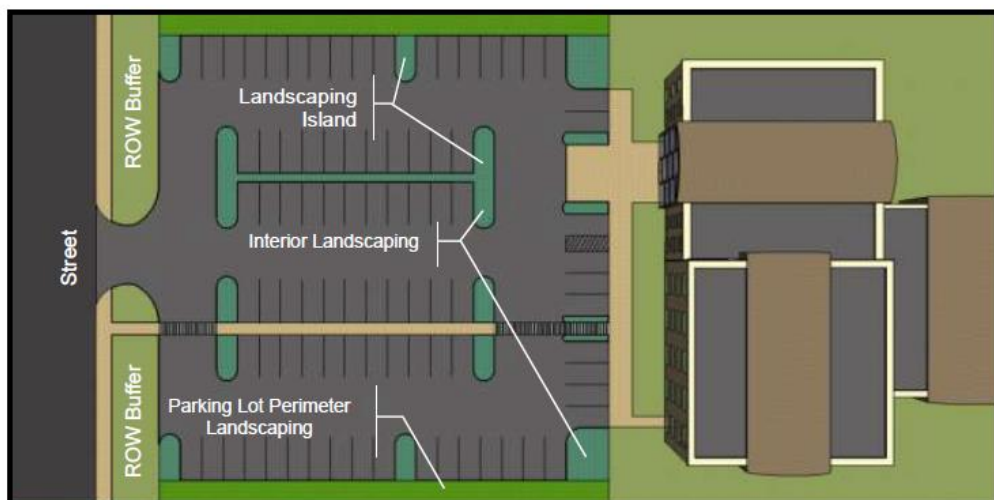 ROW Buffer
Landscaping
Island
Interior Landscaping
Street
Parking Lot Perimeter
Landscaping
ROW Buffer